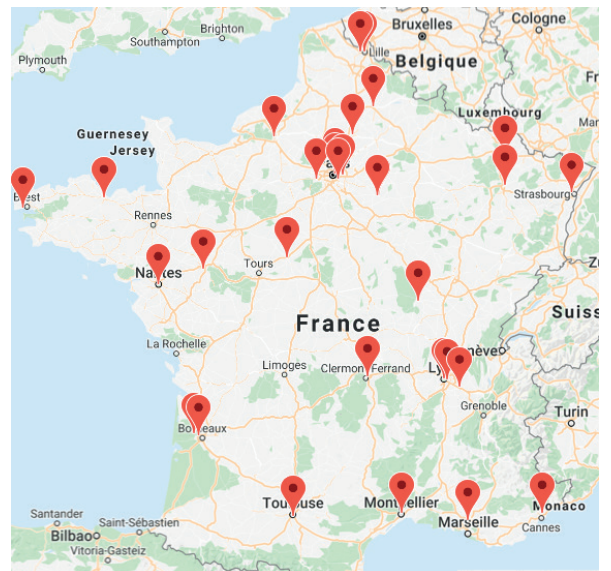 Cologne
Bruxelles
Brighton
Southampton
Plymouth
Lille
Belgique
Luxembourg
Guernesey
Jersey
Brest
Strasbourg
Rennes
Tours
Nantes
Suiss
France
La Rochelle
Genève
Limoges
Clermont-Ferrand
Grenoble
Turin
Bordeaux
Toulouse
Montpellier
Monaco
Santander
Saint-Sébastien
Marseille
Cannes
Bilbao
Vitoria-Gasteiz